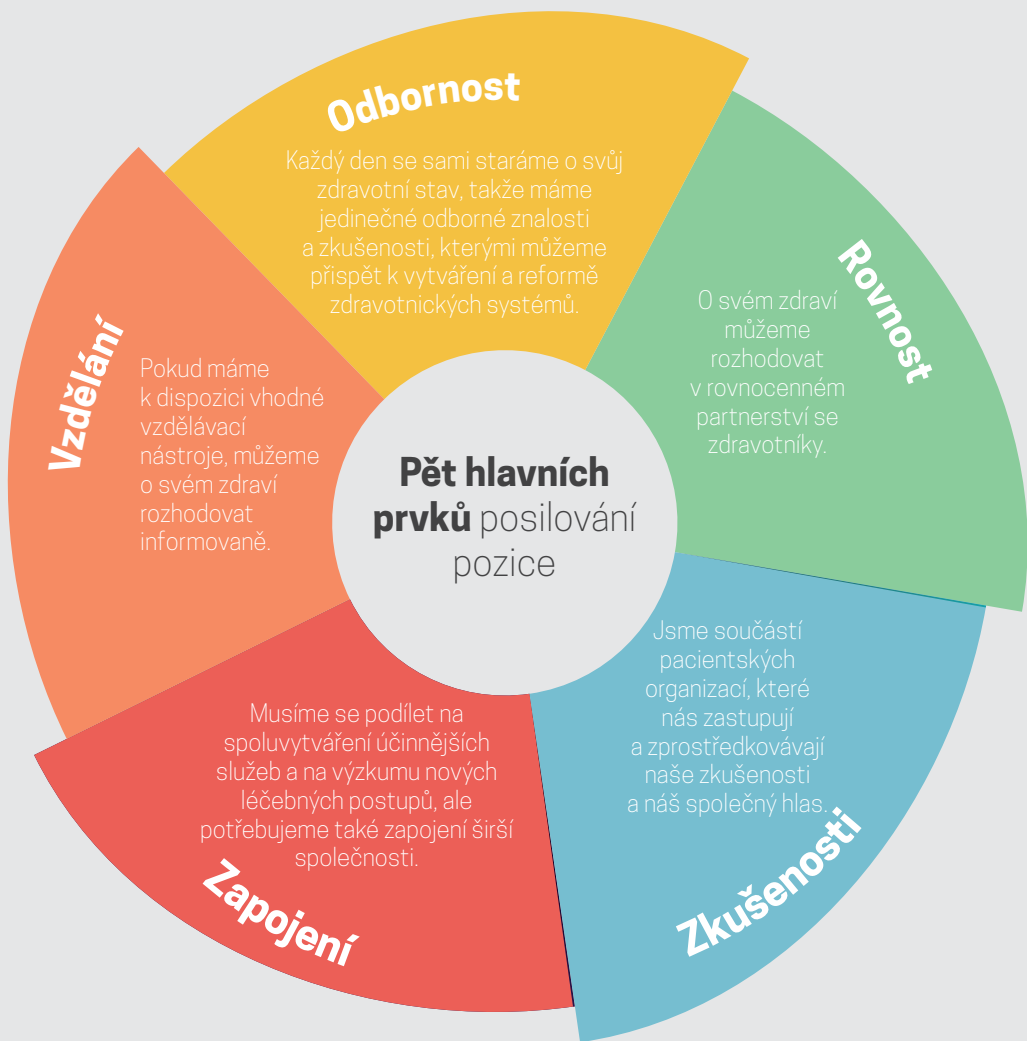 Odbornost
Každý den se sami staráme o svůj
zdravotní stav, takže máme
jedinečné odborné znalosti
a zkušenosti, kterými můžeme
přispět k vytváření a reformě
zdravotnických systémů.
Rovnost
O svém zdraví
můžeme
rozhodovat
v rovnocenném
partnerství se
zdravotníky.
Vzdělání
Pokud máme
k dispozici vhodné
vzdělávací
nástroje, můžeme
o svém zdraví
rozhodovat
informovaně.
Pět hlavních
prvků posilování
pozice
Jsme součástí
pacientských
organizací, které
nás zastupují
a zprostředkovávají
naše zkušenosti
a náš společný hlas.
Zkušenosti
Musíme se podílet na
spoluvytváření účinnějších
služeb a na výzkumu nových
léčebných postupů, ale
potřebujeme také zapojení širší
společnosti.
Zapojení